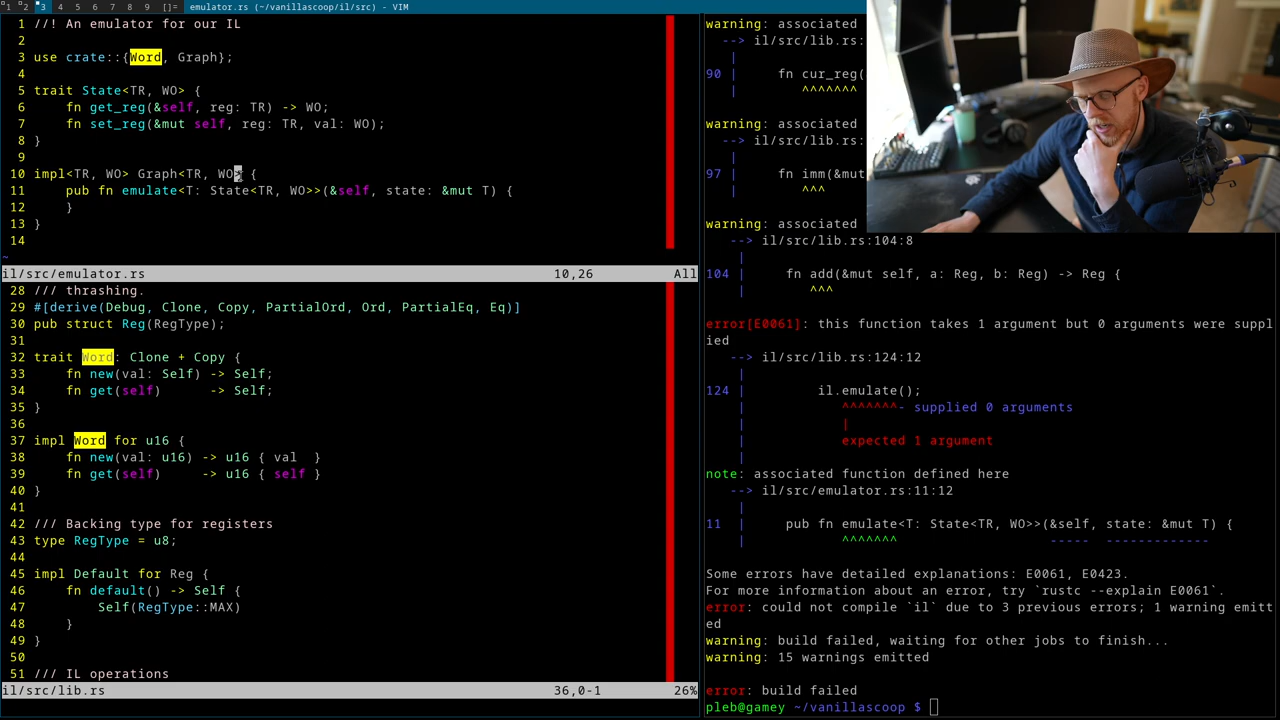 1 2 3 4 5 6 7 8 9 []= emulator.rs (~/vanillascoop/il/src) - VIM
1 //! An emulator for our IL
2
3 use crate::{Word, Graph};
4
5 trait State<TR, WO> {
6     fn get_reg(&self, reg: TR) -> WO;
7     fn set_reg(&mut self, reg: TR, val: WO);
8 }
9
10 impl<TR, WO> Graph<TR, WO> {
11     pub fn emulate<T: State<TR, WO>>(&self, state: &mut T) {
12     }
13 }
14
~
il/src/emulator.rs 10,26 All
28 /// thrashing.
29 #[derive(Debug, Clone, Copy, PartialOrd, Ord, PartialEq, Eq)]
30 pub struct Reg(RegType);
31
32 trait Word: Clone + Copy {
33     fn new(val: Self) -> Self;
34     fn get(self)      -> Self;
35 }
36
37 impl Word for u16 {
38     fn new(val: u16) -> u16 { val  }
39     fn get(self)     -> u16 { self }
40 }
41
42 /// Backing type for registers
43 type RegType = u8;
44
45 impl Default for Reg {
46     fn default() -> Self {
47         Self(RegType::MAX)
48     }
49 }
50
51 /// IL operations
il/src/lib.rs 36,0-1 26%
warning: associated
--> il/src/lib.rs:
|
90 |     fn cur_reg(
|        ^^^^^^^
warning: associated
--> il/src/lib.rs:
|
97 |     fn imm(&mut
|        ^^^
warning: associated
--> il/src/lib.rs:104:8
|
104 |     fn add(&mut self, a: Reg, b: Reg) -> Reg {
|        ^^^
error[E0061]: this function takes 1 argument but 0 arguments were suppl
ied
--> il/src/lib.rs:124:12
|
124 |         il.emulate();
|            ^^^^^^^- supplied 0 arguments
|            |
|            expected 1 argument
|
note: associated function defined here
--> il/src/emulator.rs:11:12
|
11 |     pub fn emulate<T: State<TR, WO>>(&self, state: &mut T) {
|            ^^^^^^^                   -----  -------------
Some errors have detailed explanations: E0061, E0423.
For more information about an error, try `rustc --explain E0061`.
error: could not compile `il` due to 3 previous errors; 1 warning emitt
ed
warning: build failed, waiting for other jobs to finish...
warning: 15 warnings emitted
error: build failed
pleb@gamey ~/vanillascoop $